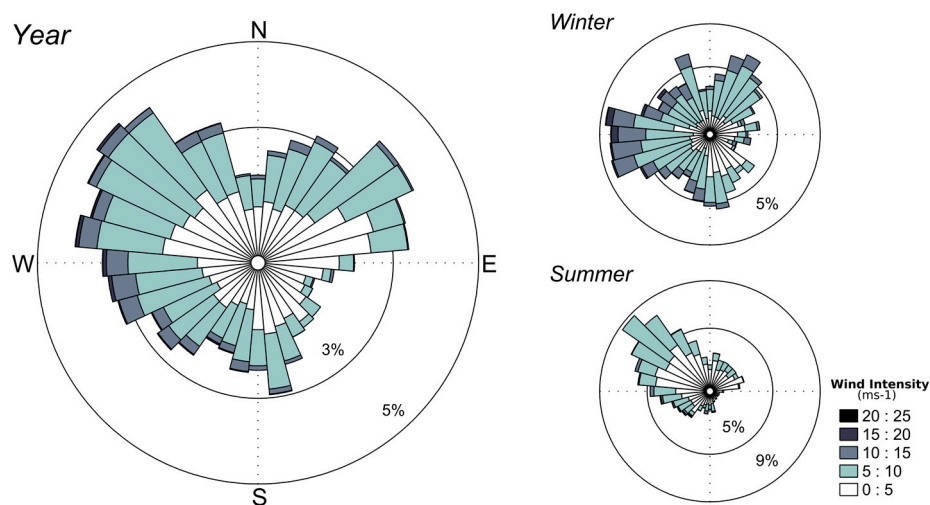 Year
N
W
E
S
3%
5%
Winter
5%
Summer
5%
9%
Wind Intensity
(ms-1)
20 : 25
15 : 20
10 : 15
5 : 10
0 : 5